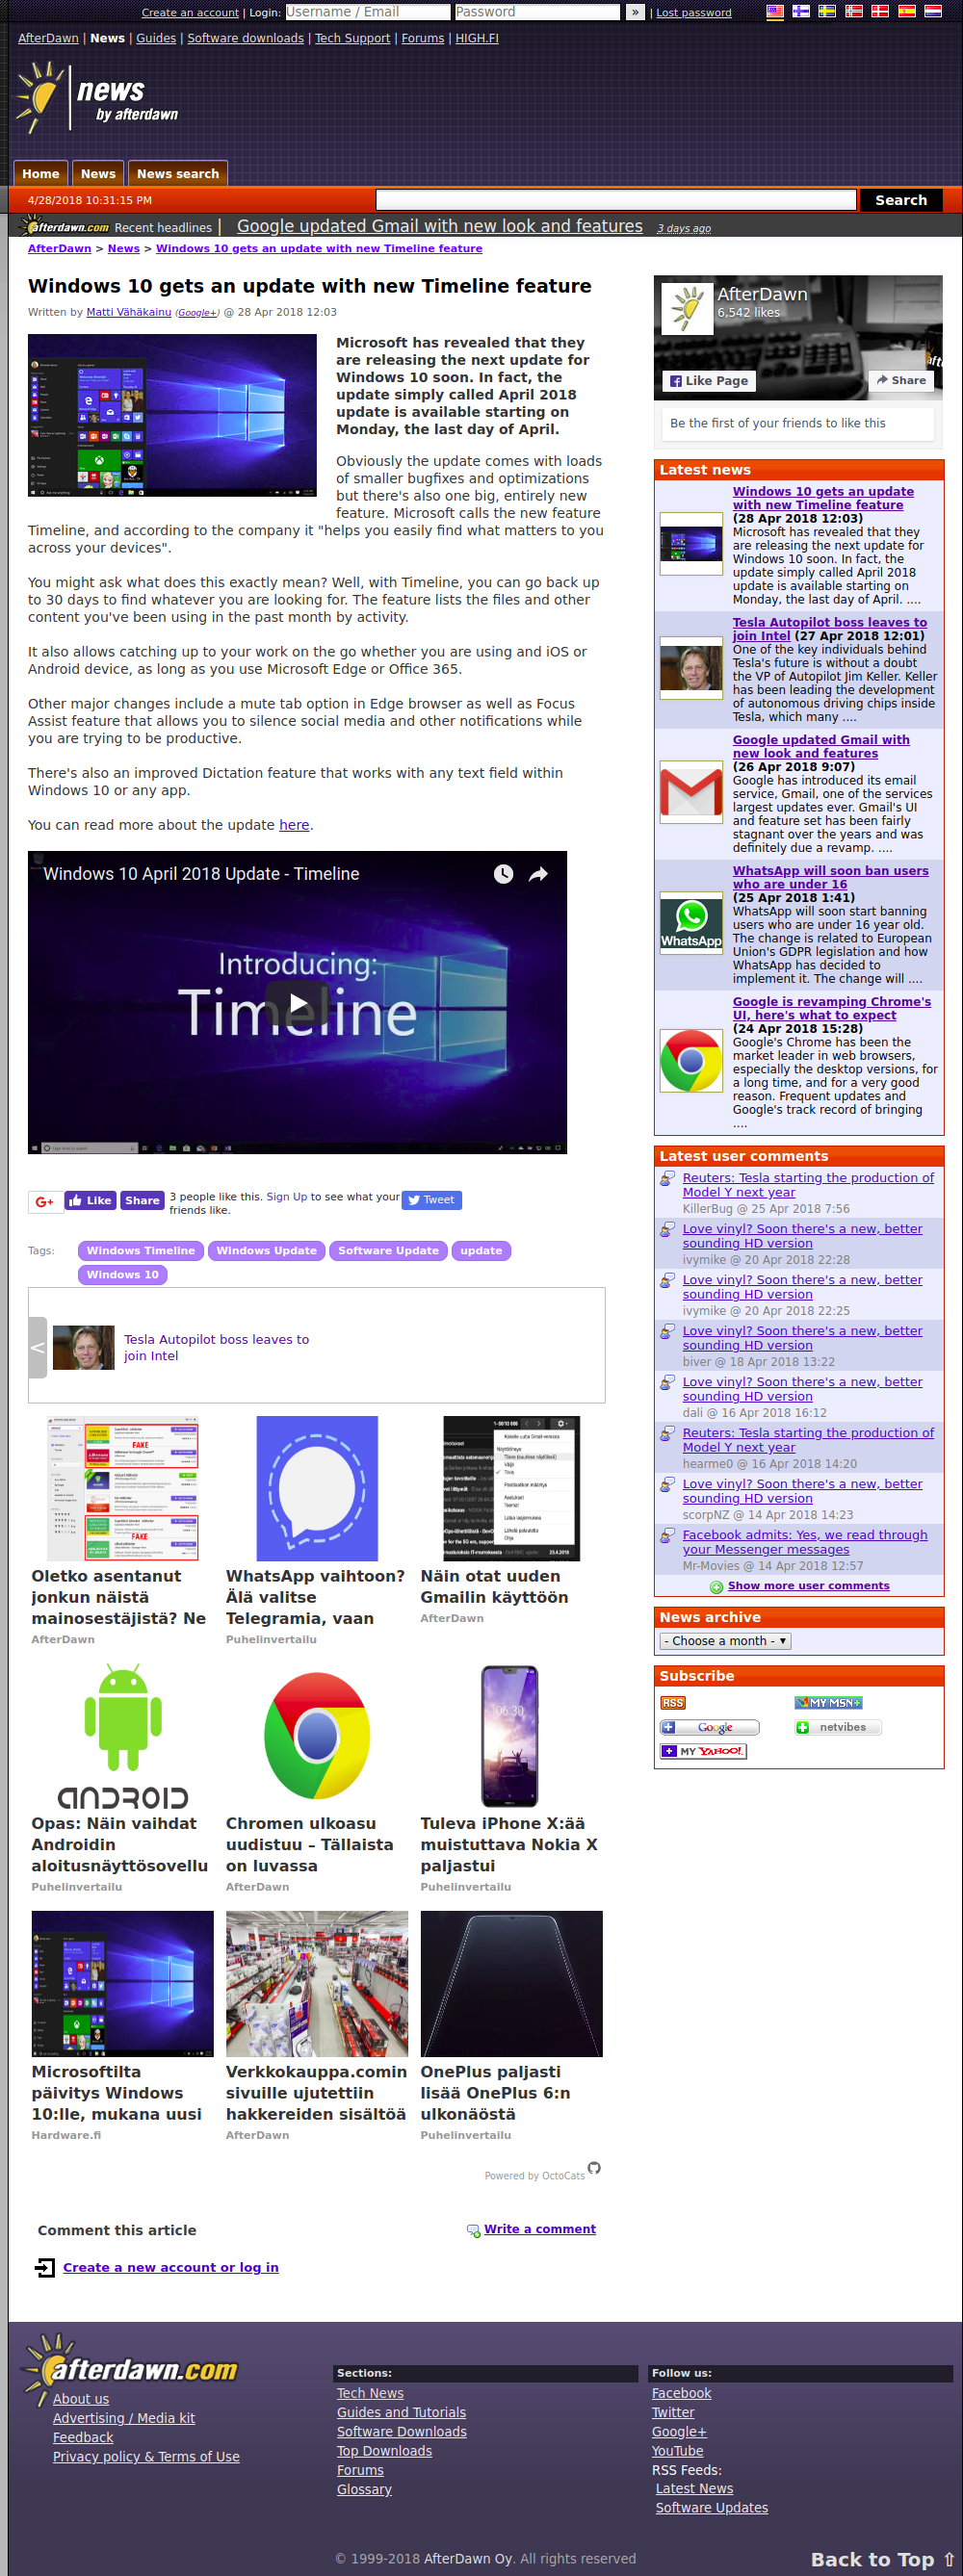 Create an account | Login: Username / Email Password » | Lost password
AfterDawn | News | Guides | Software downloads | Tech Support | Forums | HIGH.FI
news
by afterdawn
Home News News search
4/28/2018 10:31:15 PM Search
afterdawn.com Recent headlines | Google updated Gmail with new look and features 3 days ago
AfterDawn > News > Windows 10 gets an update with new Timeline feature
Windows 10 gets an update with new Timeline feature
Written by Matti Vähäkainu (Google+) @ 28 Apr 2018 12:03
Microsoft has revealed that they
are releasing the next update for
Windows 10 soon. In fact, the
update simply called April 2018
update is available starting on
Monday, the last day of April.
Obviously the update comes with loads
of smaller bugfixes and optimizations
but there's also one big, entirely new
feature. Microsoft calls the new feature
Timeline, and according to the company it "helps you easily find what matters to you
across your devices".
You might ask what does this exactly mean? Well, with Timeline, you can go back up
to 30 days to find whatever you are looking for. The feature lists the files and other
content you've been using in the past month by activity.
It also allows catching up to your work on the go whether you are using and iOS or
Android device, as long as you use Microsoft Edge or Office 365.
Other major changes include a mute tab option in Edge browser as well as Focus
Assist feature that allows you to silence social media and other notifications while
you are trying to be productive.
There's also an improved Dictation feature that works with any text field within
Windows 10 or any app.
You can read more about the update here.
Windows 10 April 2018 Update - Timeline
Introducing:
Timeline
G+ Like Share 3 people like this. Sign Up to see what your
friends like.
Tweet
Tags: Windows Timeline Windows Update Software Update update
Windows 10
< Tesla Autopilot boss leaves to
join Intel
FAKE
FAKE
Oletko asentanut
jonkun näistä
mainosestäjistä? Ne
AfterDawn
WhatsApp vaihtoon?
Älä valitse
Telegramia, vaan
Puhelinvertailu
Näin otat uuden
Gmailin käyttöön
AfterDawn
android
Opas: Näin vaihdat
Androidin
aloitusnäyttösovellu
Puhelinvertailu
Chromen ulkoasu
uudistuu – Tällaista
on luvassa
AfterDawn
06:30
Tuleva iPhone X:ää
muistuttava Nokia X
paljastui
Puhelinvertailu
Microsoftilta
päivitys Windows
10:lle, mukana uusi
Hardware.fi
Verkkokauppa.comin
sivuille ujutettiin
hakkereiden sisältöä
AfterDawn
OnePlus paljasti
lisää OnePlus 6:n
ulkonäöstä
Puhelinvertailu
Powered by OctoCats
Comment this article Write a comment
Create a new account or log in
AfterDawn
6,542 likes
Like Page Share
Be the first of your friends to like this
Latest news
Windows 10 gets an update
with new Timeline feature
(28 Apr 2018 12:03)
Microsoft has revealed that they
are releasing the next update for
Windows 10 soon. In fact, the
update simply called April 2018
update is available starting on
Monday, the last day of April. ....
Tesla Autopilot boss leaves to
join Intel (27 Apr 2018 12:01)
One of the key individuals behind
Tesla's future is without a doubt
the VP of Autopilot Jim Keller. Keller
has been leading the development
of autonomous driving chips inside
Tesla, which many ....
Google updated Gmail with
new look and features
(26 Apr 2018 9:07)
Google has introduced its email
service, Gmail, one of the services
largest updates ever. Gmail's UI
and feature set has been fairly
stagnant over the years and was
definitely due a revamp. ....
WhatsApp
WhatsApp will soon ban users
who are under 16
(25 Apr 2018 1:41)
WhatsApp will soon start banning
users who are under 16 year old.
The change is related to European
Union's GDPR legislation and how
WhatsApp has decided to
implement it. The change will ....
Google is revamping Chrome's
UI, here's what to expect
(24 Apr 2018 15:28)
Google's Chrome has been the
market leader in web browsers,
especially the desktop versions, for
a long time, and for a very good
reason. Frequent updates and
Google's track record of bringing
....
Latest user comments
Reuters: Tesla starting the production of
Model Y next year
KillerBug @ 25 Apr 2018 7:56
Love vinyl? Soon there's a new, better
sounding HD version
ivymike @ 20 Apr 2018 22:28
Love vinyl? Soon there's a new, better
sounding HD version
ivymike @ 20 Apr 2018 22:25
Love vinyl? Soon there's a new, better
sounding HD version
biver @ 18 Apr 2018 13:22
Love vinyl? Soon there's a new, better
sounding HD version
dali @ 16 Apr 2018 16:12
Reuters: Tesla starting the production of
Model Y next year
hearme0 @ 16 Apr 2018 14:20
Love vinyl? Soon there's a new, better
sounding HD version
scorpNZ @ 14 Apr 2018 14:23
Facebook admits: Yes, we read through
your Messenger messages
Mr-Movies @ 14 Apr 2018 12:57
Show more user comments
News archive
- Choose a month -
Subscribe
RSS MY MSN+
Google netvibes
MY YAHOO!
afterdawn.com
About us
Advertising / Media kit
Feedback
Privacy policy & Terms of Use
Sections:
Tech News
Guides and Tutorials
Software Downloads
Top Downloads
Forums
Glossary
Follow us:
Facebook
Twitter
Google+
YouTube
RSS Feeds:
Latest News
Software Updates
© 1999-2018 AfterDawn Oy. All rights reserved
Back to Top ⇧